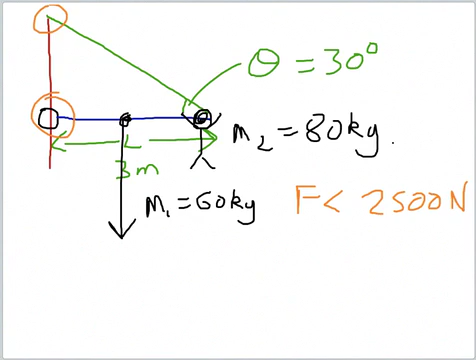 θ = 30°
L
m₂ = 80kg.
3m
m₁ = 60kg
F < 2500N